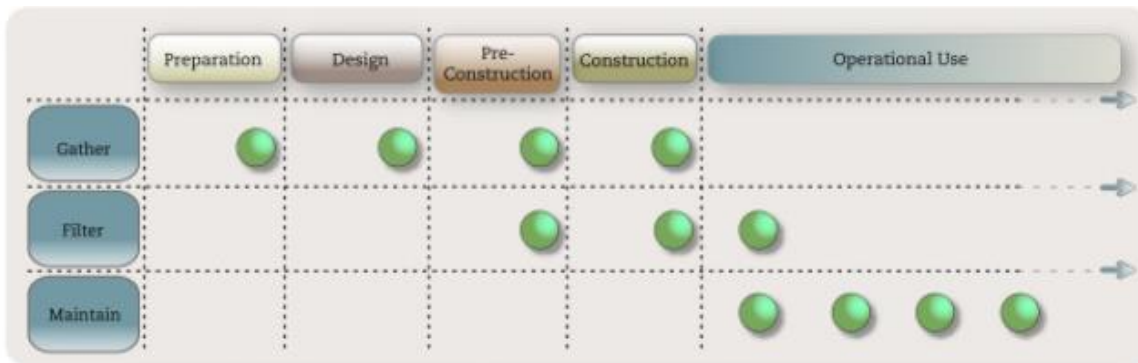 Preparation
Design
Pre-
Construction
Construction
Operational Use
Gather
Filter
Maintain